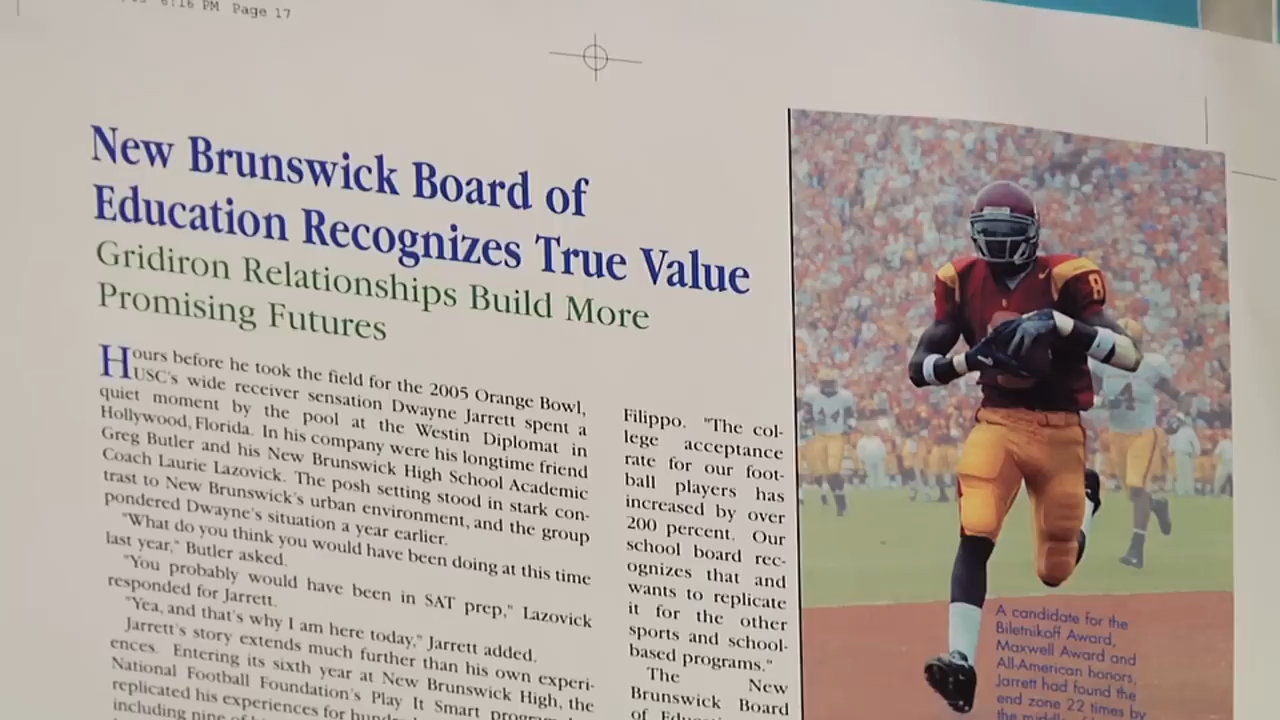 6:16 PM Page 17
New Brunswick Board of
Education Recognizes True Value
Gridiron Relationships Build More
Promising Futures
Hours before he took the field for the 2005 Orange Bowl,
USC's wide receiver sensation Dwayne Jarrett spent a
quiet moment by the pool at the Westin Diplomat in
Hollywood, Florida. In his company were his longtime friend
Greg Butler and his New Brunswick High School Academic
Coach Laurie Lazovick. The posh setting stood in stark con-
trast to New Brunswick's urban environment, and the group
pondered Dwayne's situation a year earlier.
"What do you think you would have been doing at this time
last year," Butler asked.
"You probably would have been in SAT prep," Lazovick
responded for Jarrett.
"Yea, and that's why I am here today," Jarrett added.
Jarrett's story extends much further than his own experi-
ences. Entering its sixth year at New Brunswick High, the
National Football Foundation's Play It Smart program
replicated his experiences for
including nine of
Filippo. "The col-
lege acceptance
rate for our foot-
ball players has
increased by over
200 percent. Our
school board rec-
ognizes that and
wants to replicate
it for the other
sports and school-
based programs."
The New
Brunswick Board
of
8
44
4
A candidate for the
Biletnikoff Award,
Maxwell Award and
All-American honors,
Jarrett had found the
end zone 22 times by
the middle